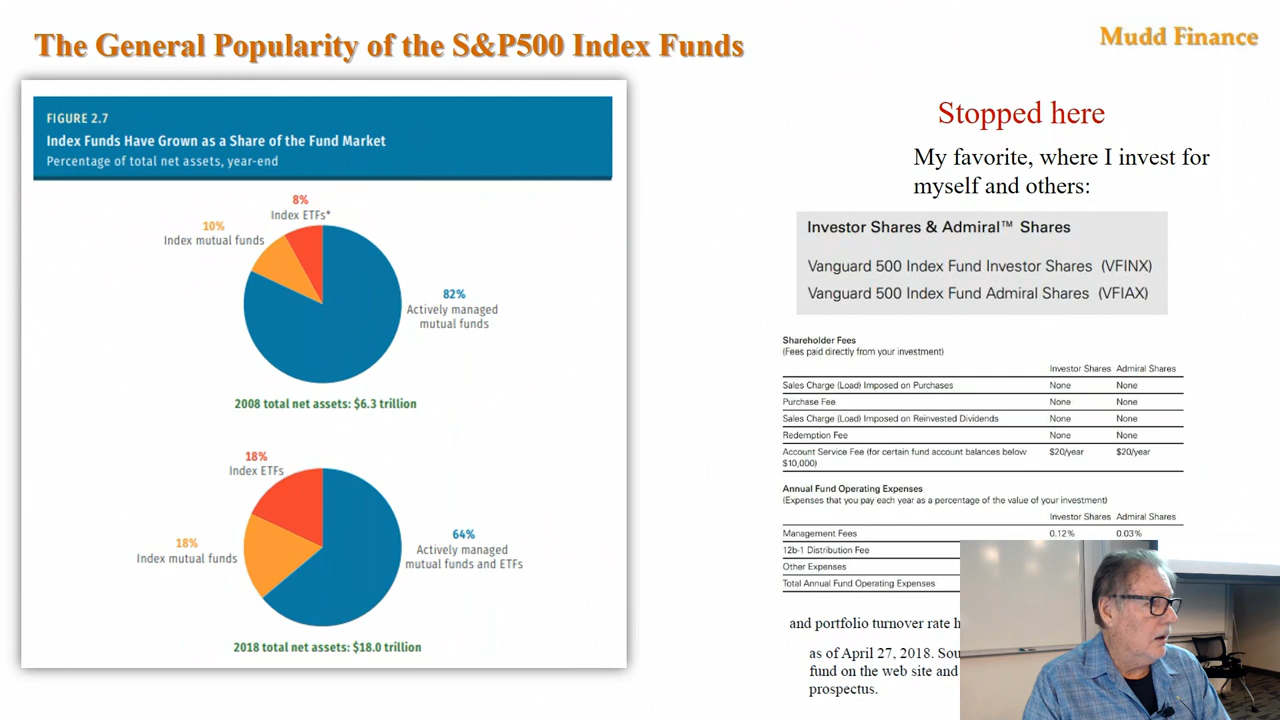 The General Popularity of the S&P500 Index Funds
Mudd Finance
FIGURE 2.7
Index Funds Have Grown as a Share of the Fund Market
Percentage of total net assets, year-end
8%
Index ETFs*
10%
Index mutual funds
82%
Actively managed
mutual funds
2008 total net assets: $6.3 trillion
18%
Index ETFs
18%
Index mutual funds
64%
Actively managed
mutual funds and ETFs
2018 total net assets: $18.0 trillion
Stopped here
My favorite, where I invest for
myself and others:
Investor Shares & Admiral™ Shares
Vanguard 500 Index Fund Investor Shares (VFINX)
Vanguard 500 Index Fund Admiral Shares (VFIAX)
Shareholder Fees
(Fees paid directly from your investment)
Investor Shares Admiral Shares
Sales Charge (Load) Imposed on Purchases None None
Purchase Fee None None
Sales Charge (Load) Imposed on Reinvested Dividends None None
Redemption Fee None None
Account Service Fee (for certain fund account balances below $20/year $20/year
$10,000)
Annual Fund Operating Expenses
(Expenses that you pay each year as a percentage of the value of your investment)
Investor Shares Admiral Shares
Management Fees 0.12% 0.03%
12b-1 Distribution Fee
Other Expenses
Total Annual Fund Operating Expenses
and portfolio turnover rate
as of April 27, 2018.
fund on the web site and
prospectus.